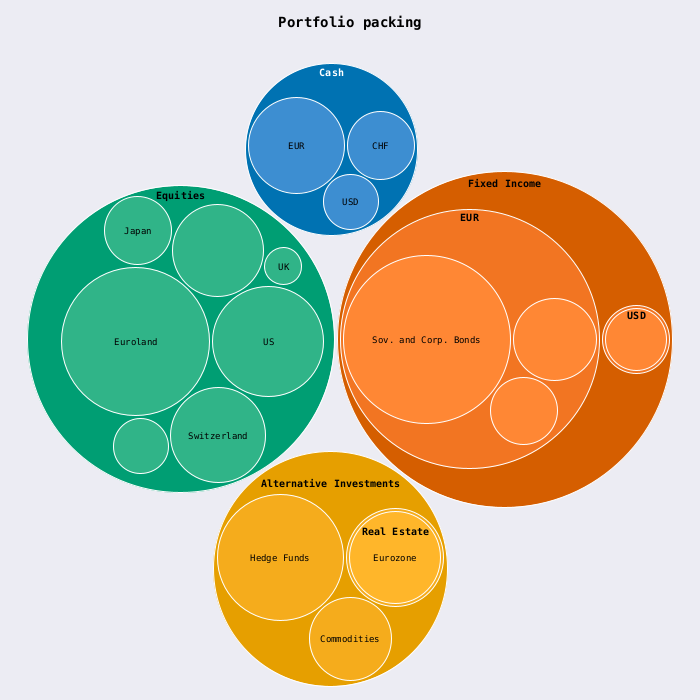 Portfolio packing
Cash
EUR
CHF
USD
Fixed Income
Equities
EUR
Japan
UK
USD
Euroland
US
Sov. and Corp. Bonds
Switzerland
Alternative Investments
Real Estate
Hedge Funds
Eurozone
Commodities